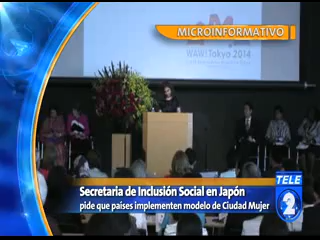 MICROINFORMATIVO
WAW! Tokyo 2014
Secretaria de Inclusión Social en Japón
pide que países implementen modelo de Ciudad Mujer
TELE
2